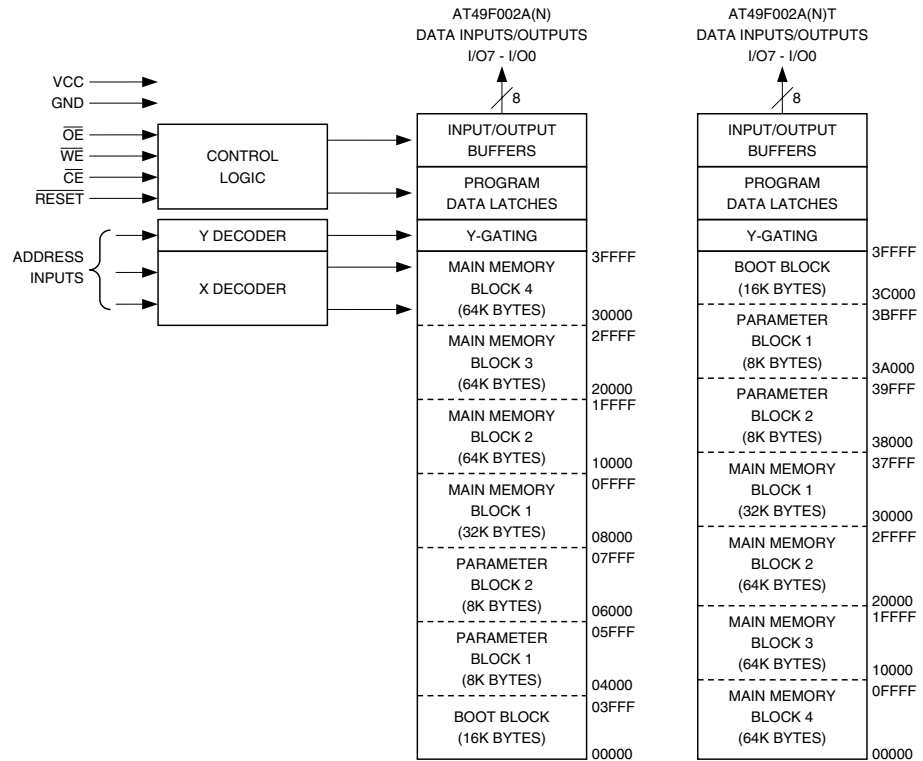 AT49F002A(N)
DATA INPUTS/OUTPUTS
I/O7 - I/O0
8
VCC
GND
OE
WE
CE
RESET
CONTROL
LOGIC
ADDRESS
INPUTS
Y DECODER
X DECODER
INPUT/OUTPUT
BUFFERS
PROGRAM
DATA LATCHES
Y-GATING
3FFFF
MAIN MEMORY
BLOCK 4
(64K BYTES)
30000
2FFFF
MAIN MEMORY
BLOCK 3
(64K BYTES)
20000
1FFFF
MAIN MEMORY
BLOCK 2
(64K BYTES)
10000
0FFFF
MAIN MEMORY
BLOCK 1
(32K BYTES)
08000
07FFF
PARAMETER
BLOCK 2
(8K BYTES)
06000
05FFF
PARAMETER
BLOCK 1
(8K BYTES)
04000
03FFF
BOOT BLOCK
(16K BYTES)
00000
AT49F002A(N)T
DATA INPUTS/OUTPUTS
I/O7 - I/O0
8
INPUT/OUTPUT
BUFFERS
PROGRAM
DATA LATCHES
Y-GATING
3FFFF
BOOT BLOCK
(16K BYTES)
3C000
3BFFF
PARAMETER
BLOCK 1
(8K BYTES)
3A000
39FFF
PARAMETER
BLOCK 2
(8K BYTES)
38000
37FFF
MAIN MEMORY
BLOCK 1
(32K BYTES)
30000
2FFFF
MAIN MEMORY
BLOCK 2
(64K BYTES)
20000
1FFFF
MAIN MEMORY
BLOCK 3
(64K BYTES)
10000
0FFFF
MAIN MEMORY
BLOCK 4
(64K BYTES)
00000